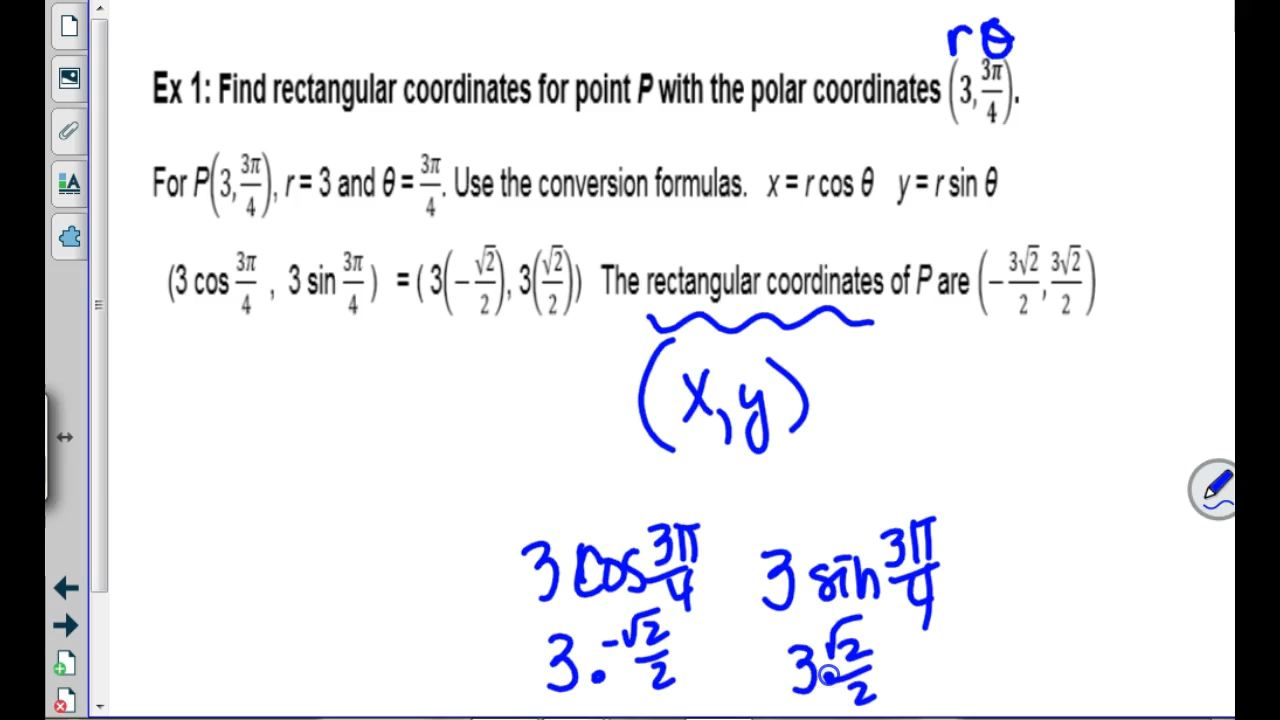 r θ
Ex 1: Find rectangular coordinates for point P with the polar coordinates (3, 3π/4).
For P(3, 3π/4), r = 3 and θ = 3π/4. Use the conversion formulas. x = r cos θ y = r sin θ
(3 cos 3π/4 , 3 sin 3π/4 ) = ( 3(−√2/2), 3(√2/2)) The rectangular coordinates of P are (−3√2/2, 3√2/2)
(x, y)
3 cos 3π/4 3 sin 3π/4
3 · -√2/2 3 · √2/2